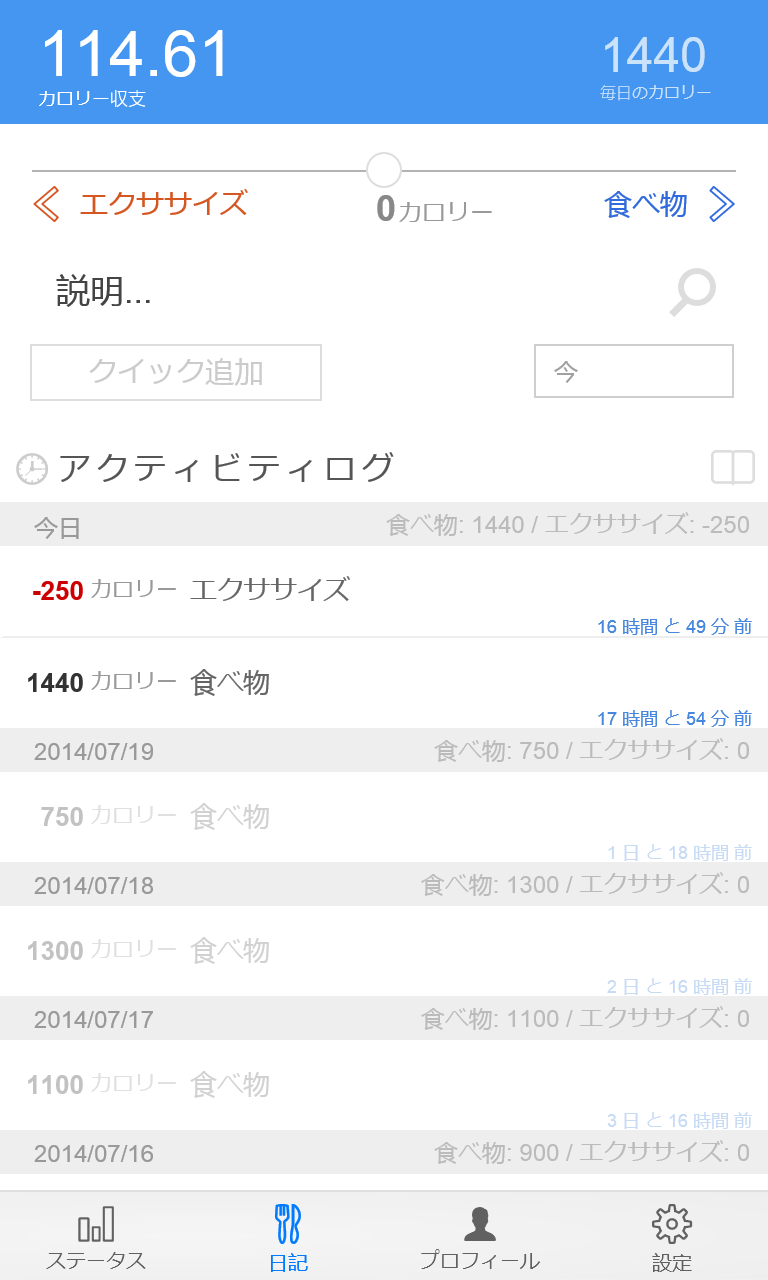 114.61
カロリー収支
1440
毎日のカロリー
エクササイズ
0カロリー
食べ物
説明...
クイック追加
今
アクティビティログ
今日 食べ物: 1440 / エクササイズ: -250
-250 カロリー エクササイズ
16 時間 と 49 分 前
1440 カロリー 食べ物
17 時間 と 54 分 前
2014/07/19 食べ物: 750 / エクササイズ: 0
750 カロリー 食べ物
1 日 と 18 時間 前
2014/07/18 食べ物: 1300 / エクササイズ: 0
1300 カロリー 食べ物
2 日 と 16 時間 前
2014/07/17 食べ物: 1100 / エクササイズ: 0
1100 カロリー 食べ物
3 日 と 16 時間 前
2014/07/16 食べ物: 900 / エクササイズ: 0
ステータス 日記 プロフィール 設定